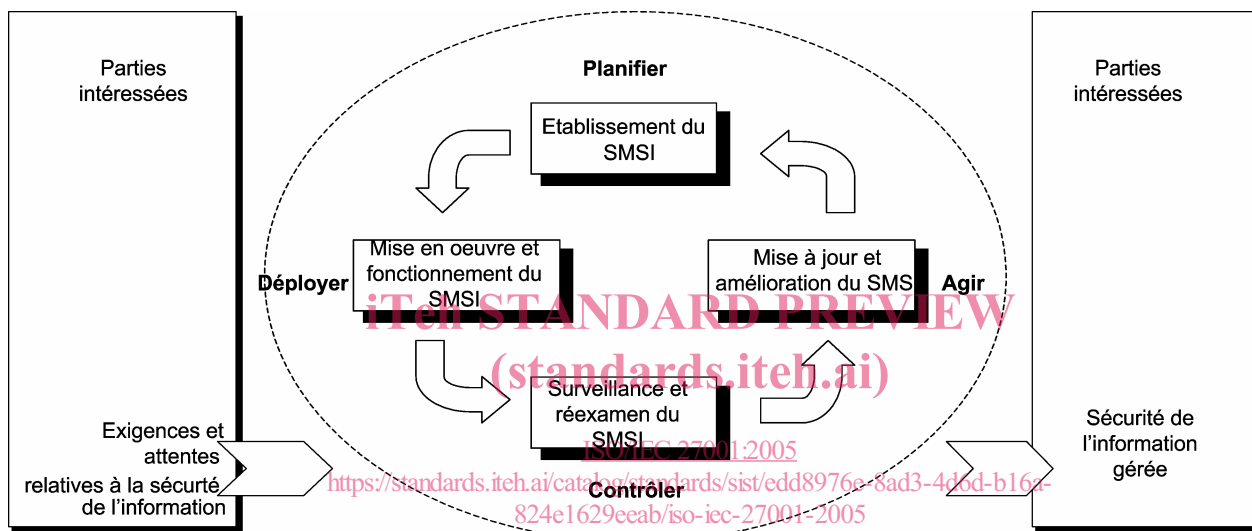 Parties
intéressées
Planifier
Parties
intéressées
Etablissement du
SMSI
Déployer
Mise en oeuvre et
fonctionnement du
SMSI
Mise à jour et
amélioration du SMS
Agir
iTeh STANDARD PREVIEW
(standards.iteh.ai)
Surveillance et
réexamen du
SMSI
Contrôler
Exigences et
attentes
relatives à la sécurté
de l'information
Sécurité de
l'information
gérée
ISO/IEC 27001:2005
https://standards.iteh.ai/catalog/standards/sist/edd8976e-8ad3-4d6d-b16a-
824e1629eeab/iso-iec-27001-2005